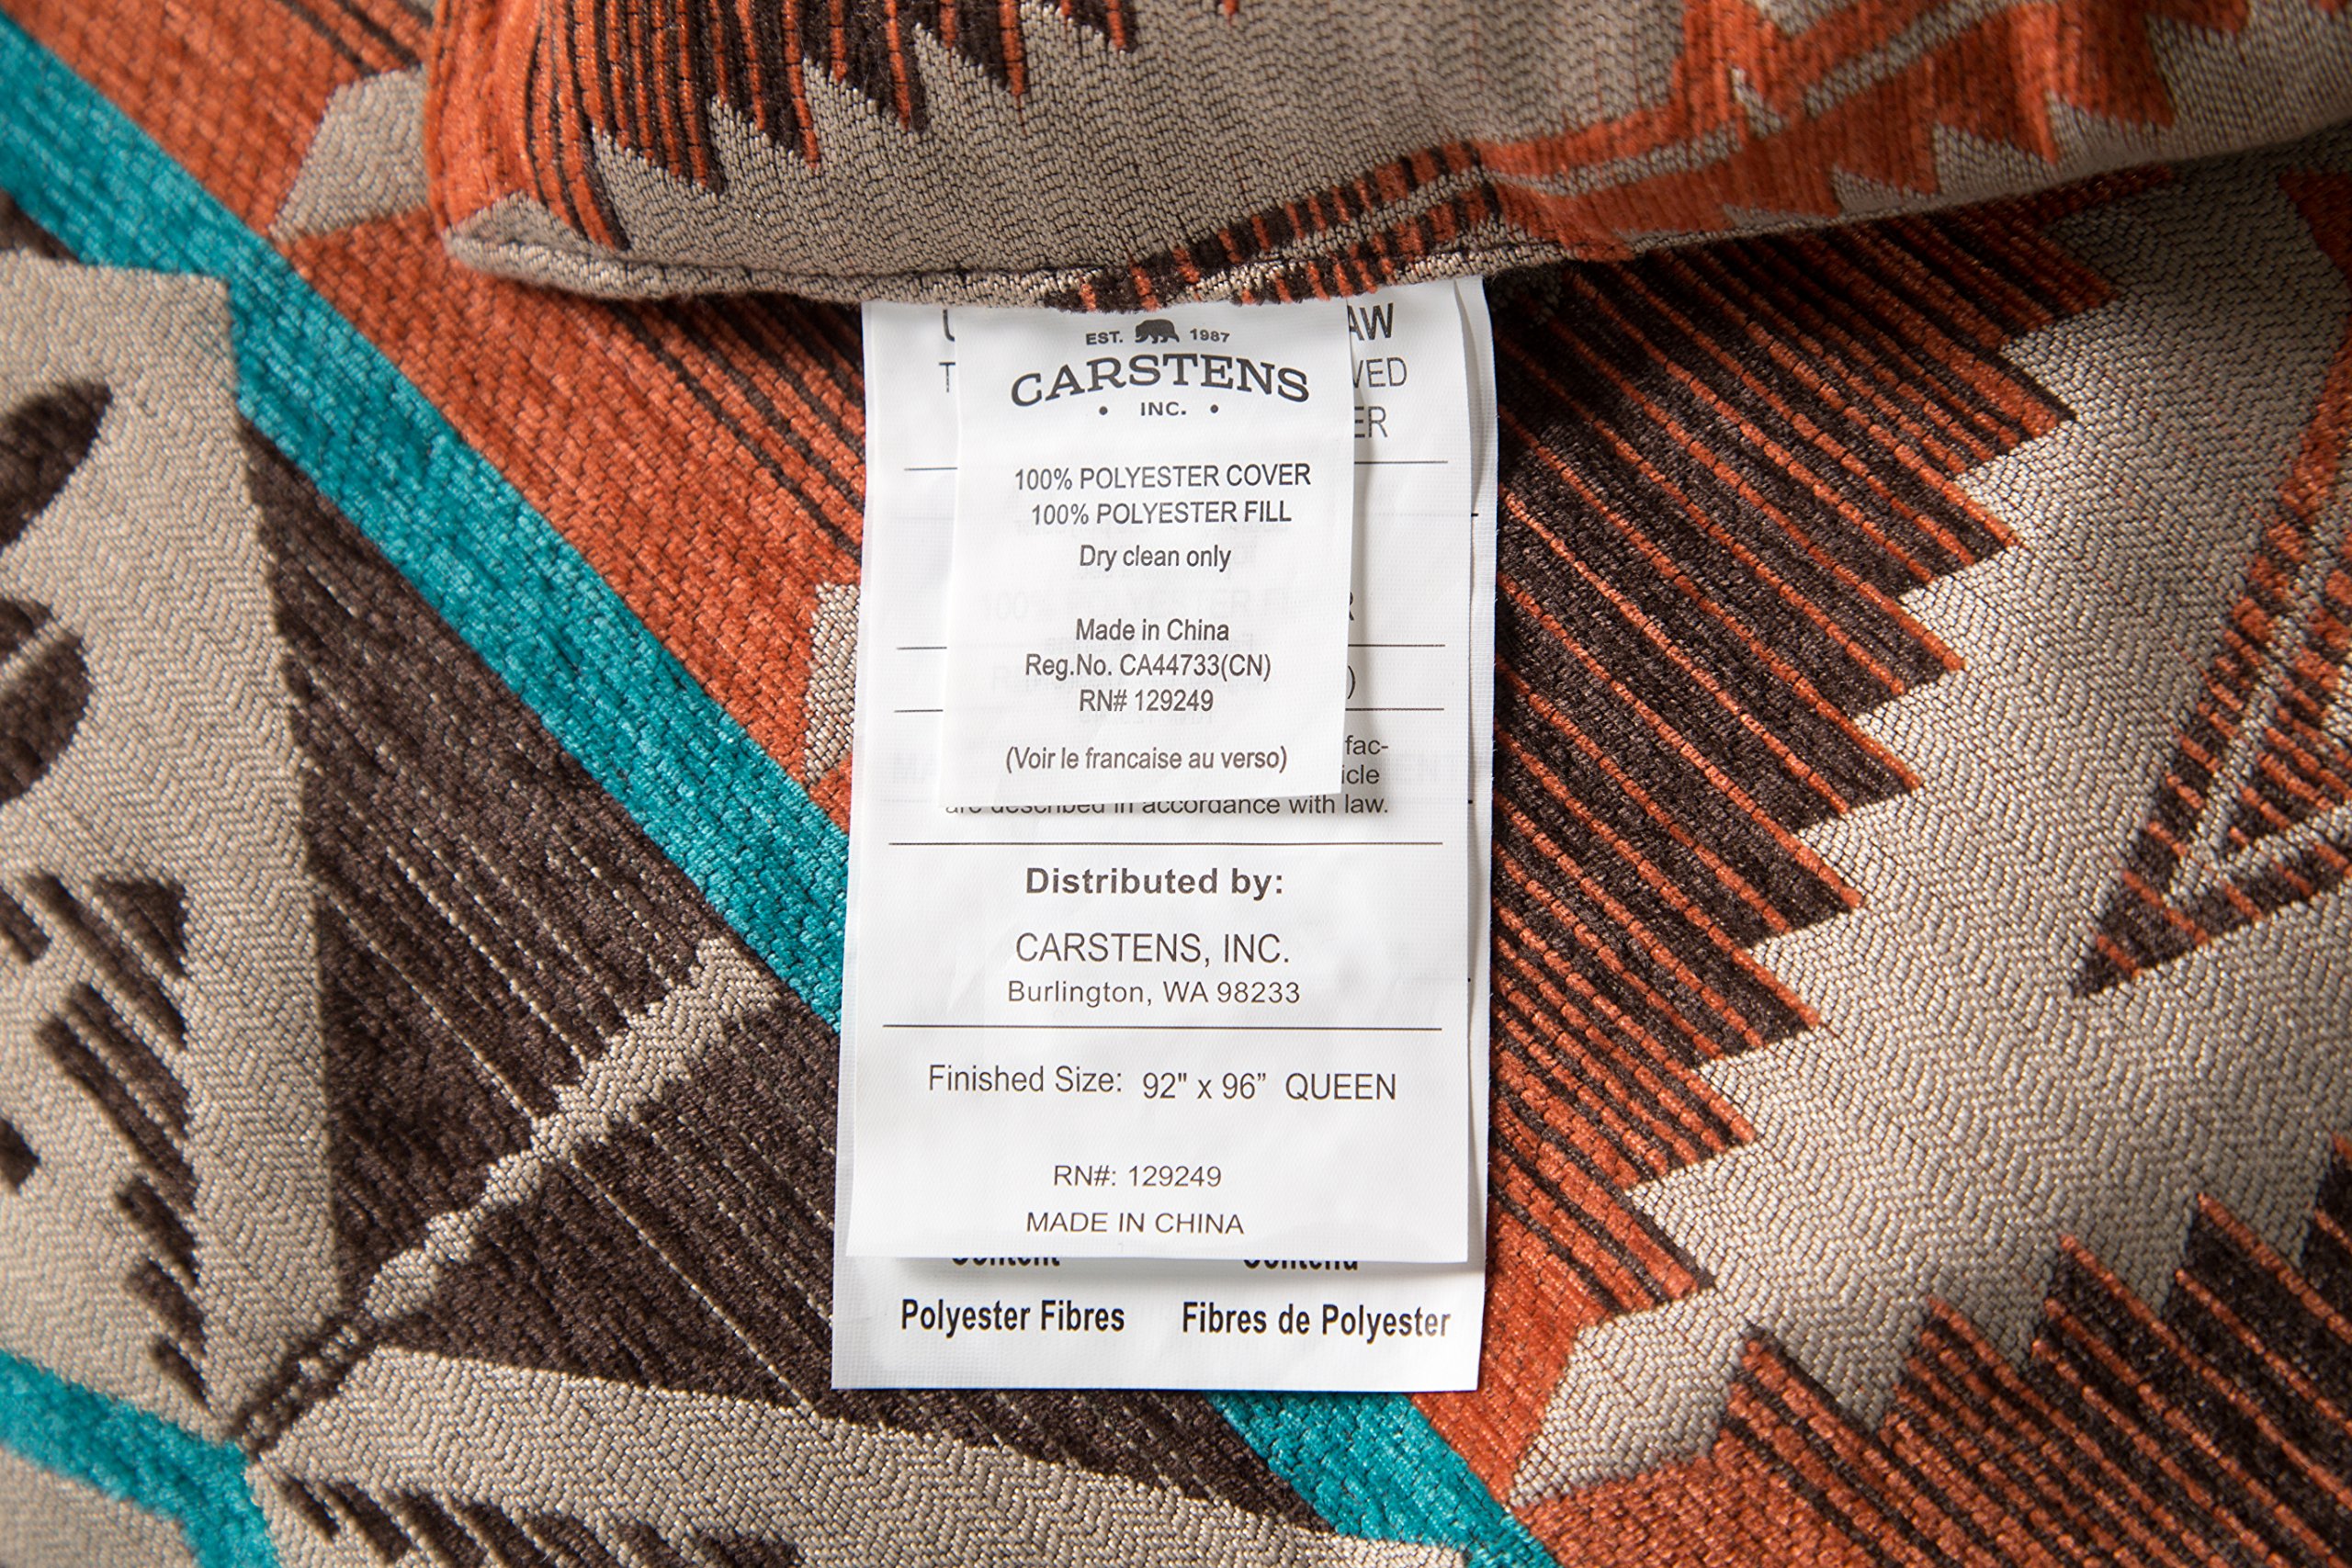 EST. 1987
CARSTENS
• INC. •
100% POLYESTER COVER
100% POLYESTER FILL
Dry clean only
Made in China
Reg.No. CA44733(CN)
RN# 129249
(Voir le francaise au verso)
are described in accordance with law.
Distributed by:
CARSTENS, INC.
Burlington, WA 98233
Finished Size: 92" x 96” QUEEN
RN#: 129249
MADE IN CHINA
Content Contenu
Polyester Fibres Fibres de Polyester